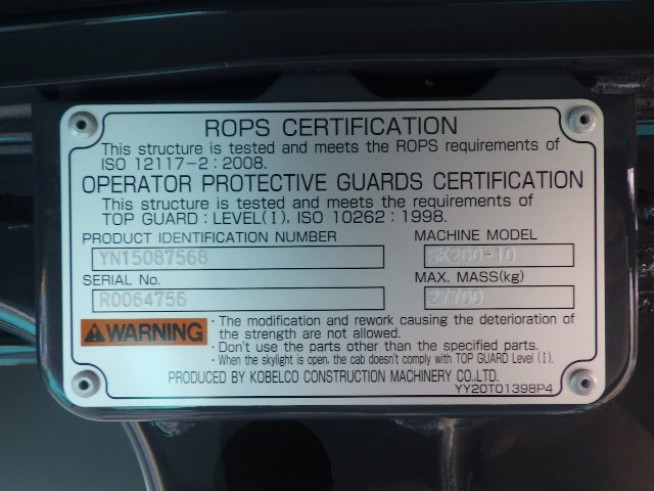 ROPS CERTIFICATION
This structure is tested and meets the ROPS requirements of
ISO 12117-2 : 2008.
OPERATOR PROTECTIVE GUARDS CERTIFICATION
This structure is tested and meets the requirements of
TOP GUARD : LEVEL(I), ISO 10262 : 1998.
PRODUCT IDENTIFICATION NUMBER MACHINE MODEL
YN15087568 SK200-10
SERIAL No. MAX. MASS(kg)
R0064756 27700
WARNING
· The modification and rework causing the deterioration of
the strength are not allowed.
· Don't use the parts other than the specified parts.
· When the skylight is open, the cab doesn't comply with TOP GUARD Level (I).
PRODUCED BY KOBELCO CONSTRUCTION MACHINERY CO.,LTD.
YY20T01398P4